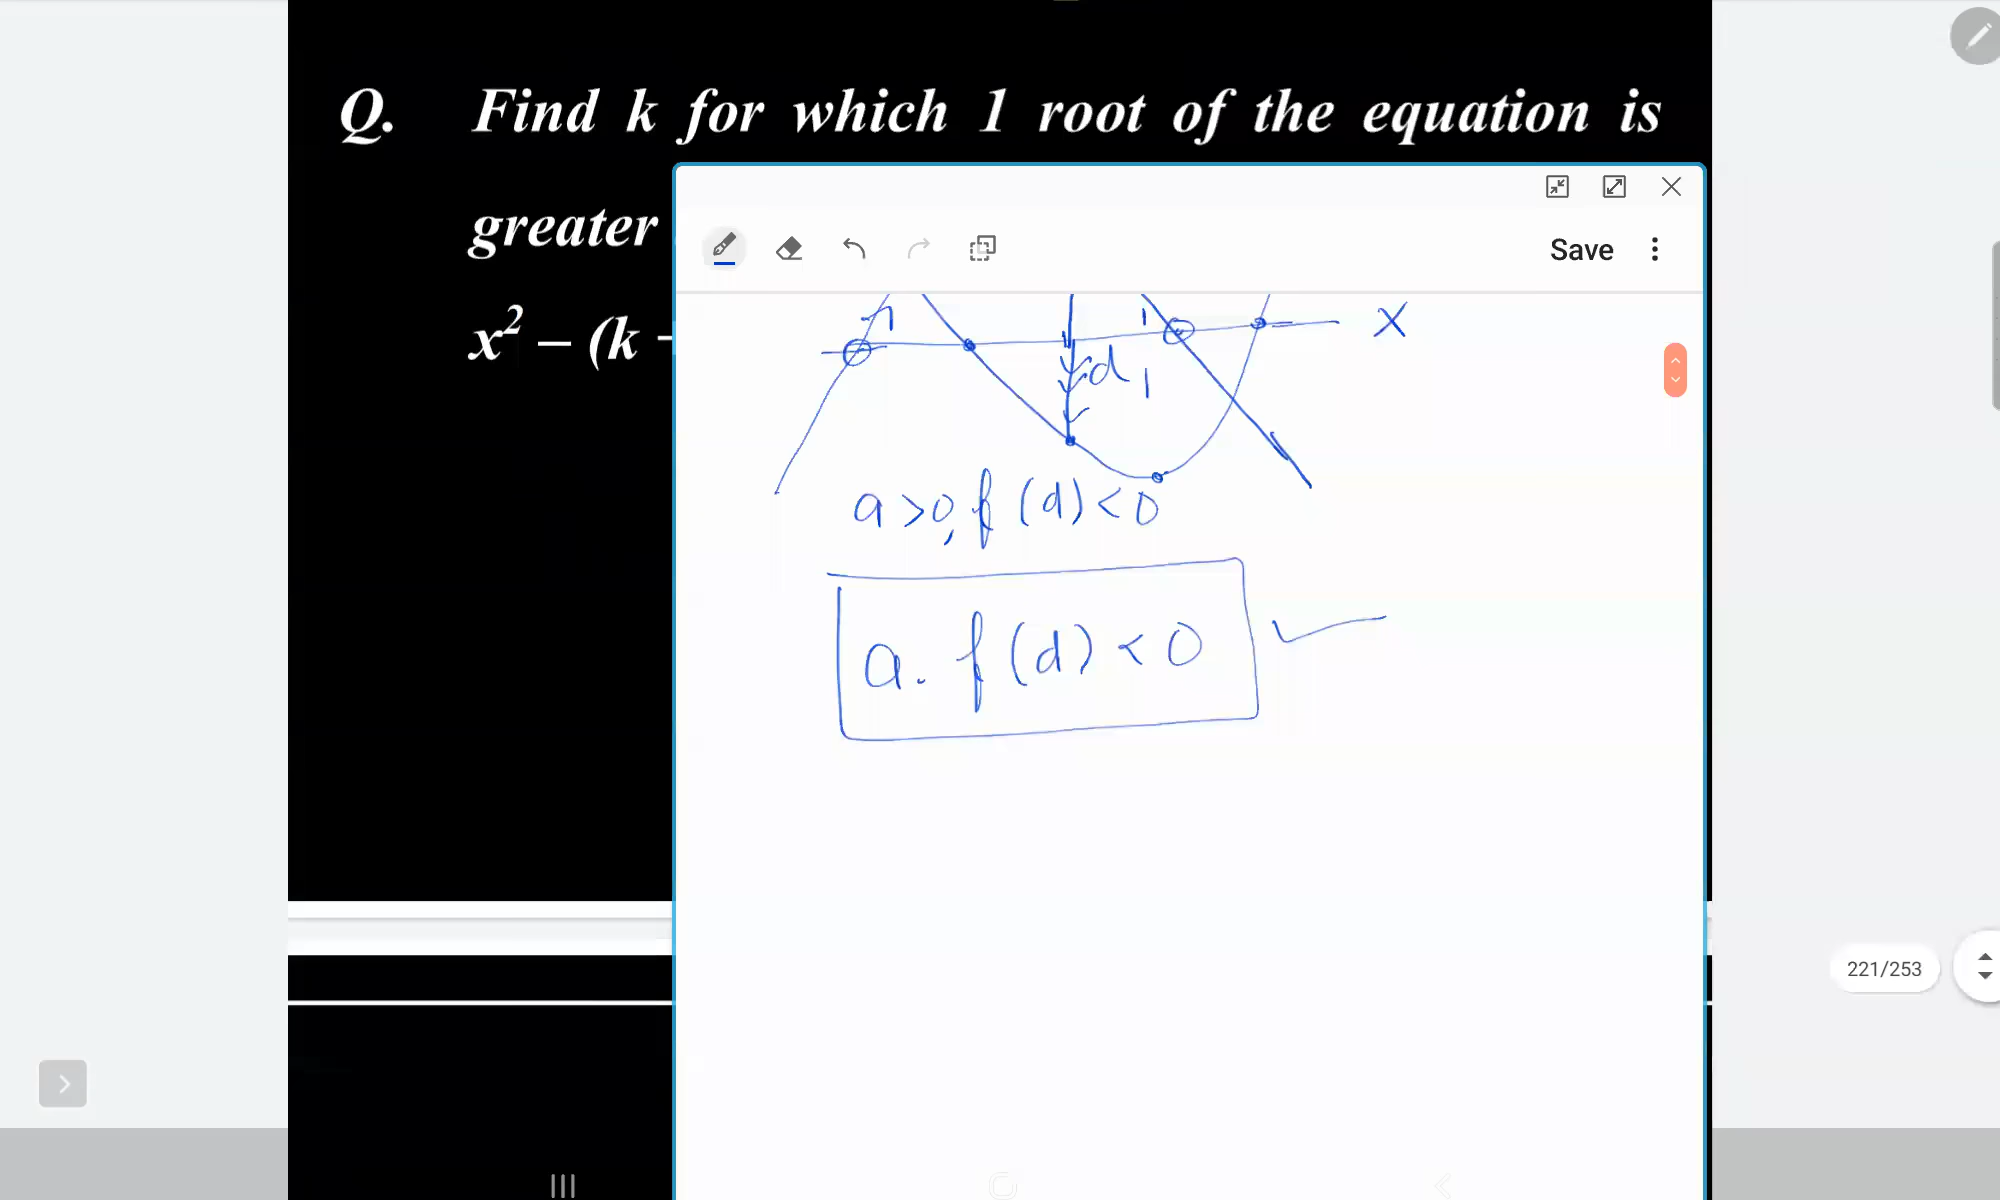 Q. Find k for which 1 root of the equation is
greater
x² – (k
Save
x
d
a > 0, f (d) < 0
a . f (d) < 0
221/253